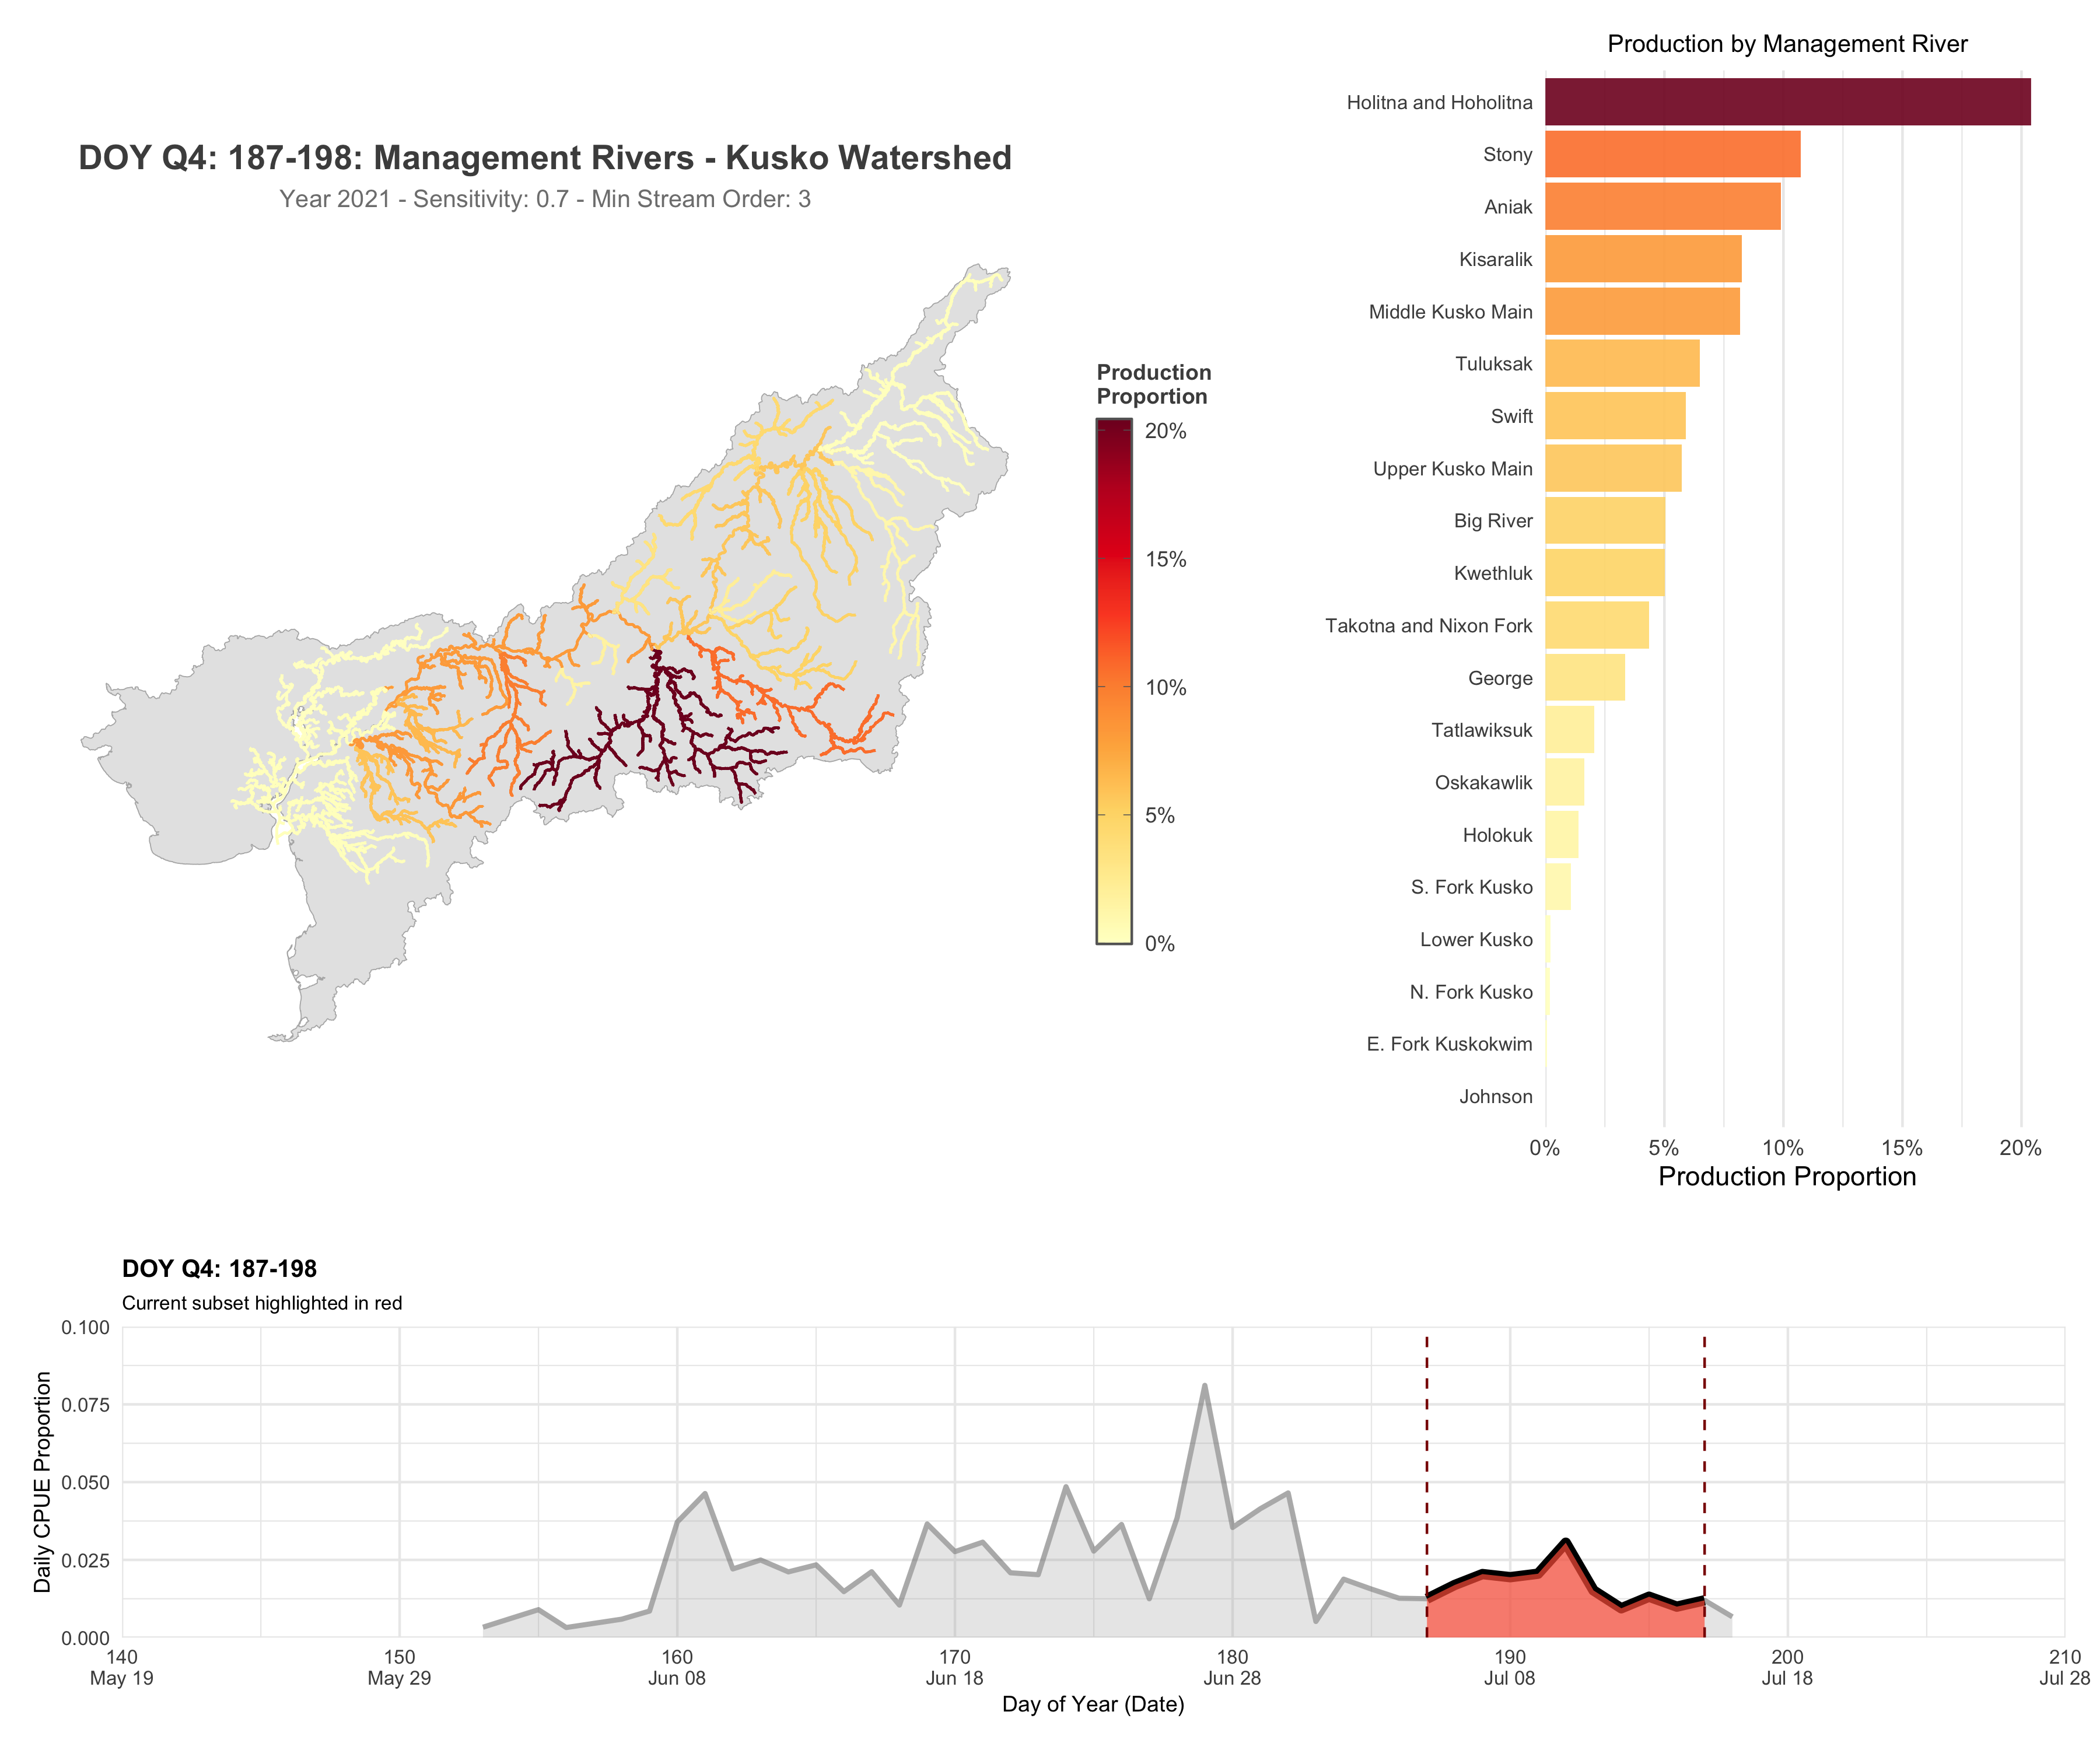 Production by Management River
Holitna and Hoholitna
Stony
Aniak
Kisaralik
Middle Kusko Main
Tuluksak
Swift
Upper Kusko Main
Big River
Kwethluk
Takotna and Nixon Fork
George
Tatlawiksuk
Oskakawlik
Holokuk
S. Fork Kusko
Lower Kusko
N. Fork Kusko
E. Fork Kuskokwim
Johnson
0% 5% 10% 15% 20%
Production Proportion
DOY Q4: 187-198: Management Rivers - Kusko Watershed
Year 2021 - Sensitivity: 0.7 - Min Stream Order: 3
Production
Proportion
20%
15%
10%
5%
0%
DOY Q4: 187-198
Current subset highlighted in red
Daily CPUE Proportion
0.100
0.075
0.050
0.025
0.000
140 150 160 170 180 190 200 210
May 19 May 29 Jun 08 Jun 18 Jun 28 Jul 08 Jul 18 Jul 28
Day of Year (Date)